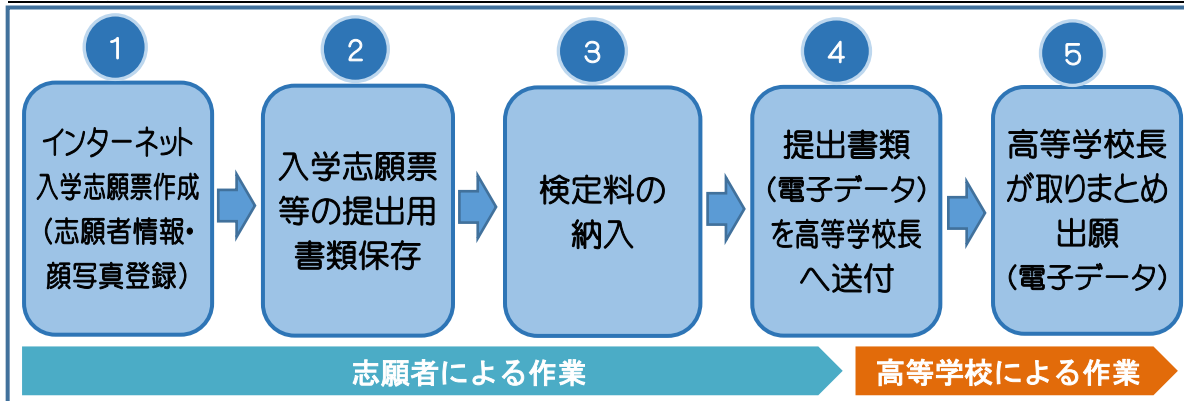 1
インターネット
入学志願票作成
(志願者情報・
顔写真登録)
2
入学志願票
等の提出用
書類保存
3
検定料の
納入
4
提出書類
(電子データ)
を高等学校長
へ送付
5
高等学校長
が取りまとめ
出願
(電子データ)
志願者による作業
高等学校による作業